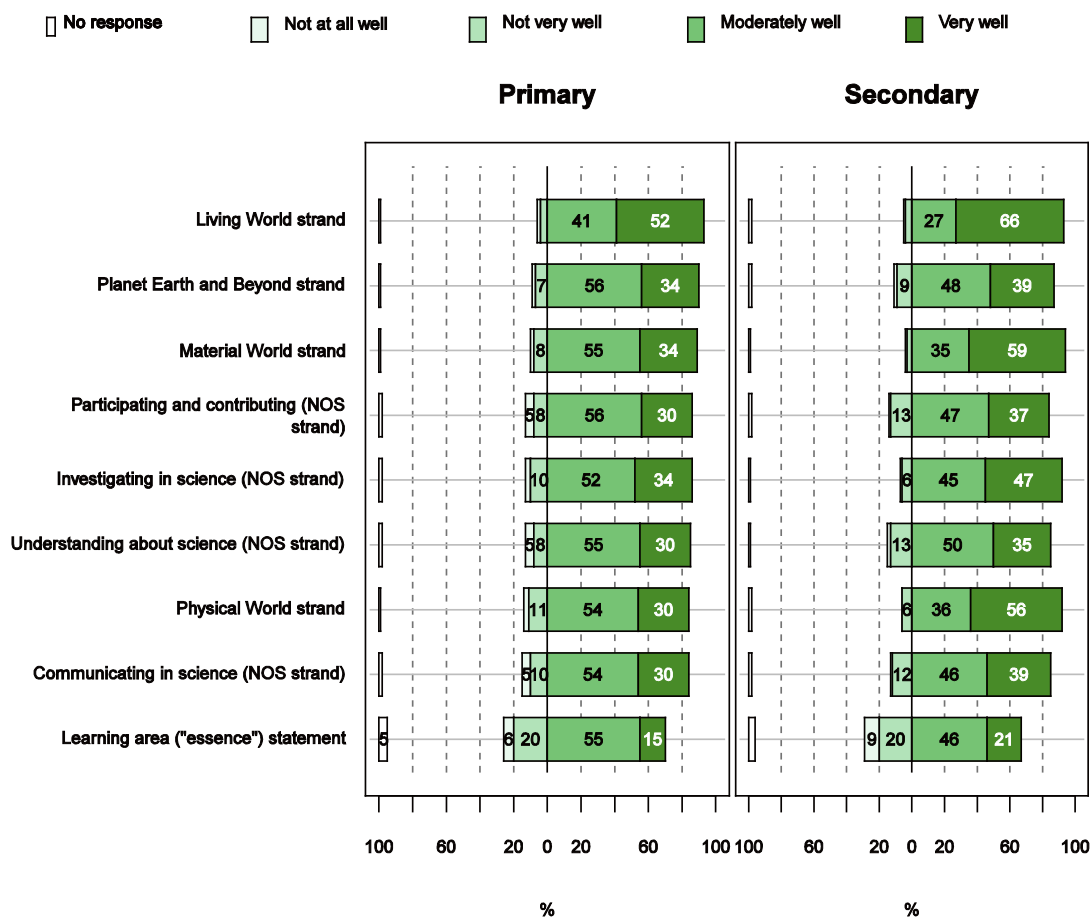 No response Not at all well Not very well Moderately well Very well
Primary Secondary
Living World strand 41 52 27 66
Planet Earth and Beyond strand 7 56 34 9 48 39
Material World strand 8 55 34 35 59
Participating and contributing (NOS
strand) 5 8 56 30 13 47 37
Investigating in science (NOS strand) 10 52 34 6 45 47
Understanding about science (NOS strand) 5 8 55 30 13 50 35
Physical World strand 11 54 30 6 36 56
Communicating in science (NOS strand) 5 10 54 30 12 46 39
Learning area ("essence") statement 5 6 20 55 15 9 20 46 21
100 60 20 0 20 60 100 100 60 20 0 20 60 100
% %